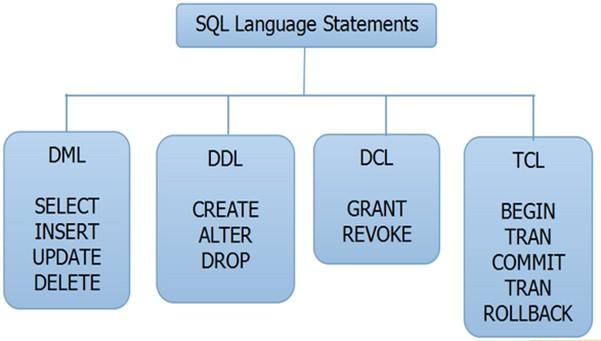 SQL Language Statements
DML
SELECT
INSERT
UPDATE
DELETE
DDL
CREATE
ALTER
DROP
DCL
GRANT
REVOKE
TCL
BEGIN
TRAN
COMMIT
TRAN
ROLLBACK